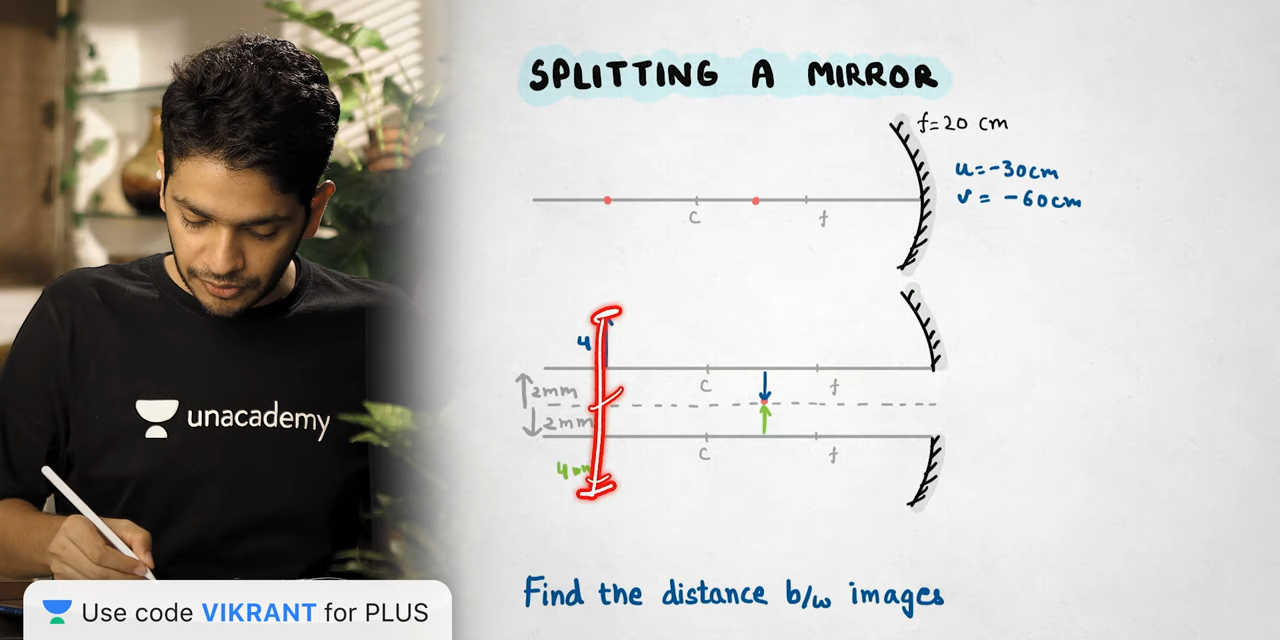 SPLITTING A MIRROR
f=20 cm
u=-30cm
v = -60cm
C
f
4
C
f
2mm
2mm
C
f
4
unacademy
Find the distance b/w images
Use code VIKRANT for PLUS